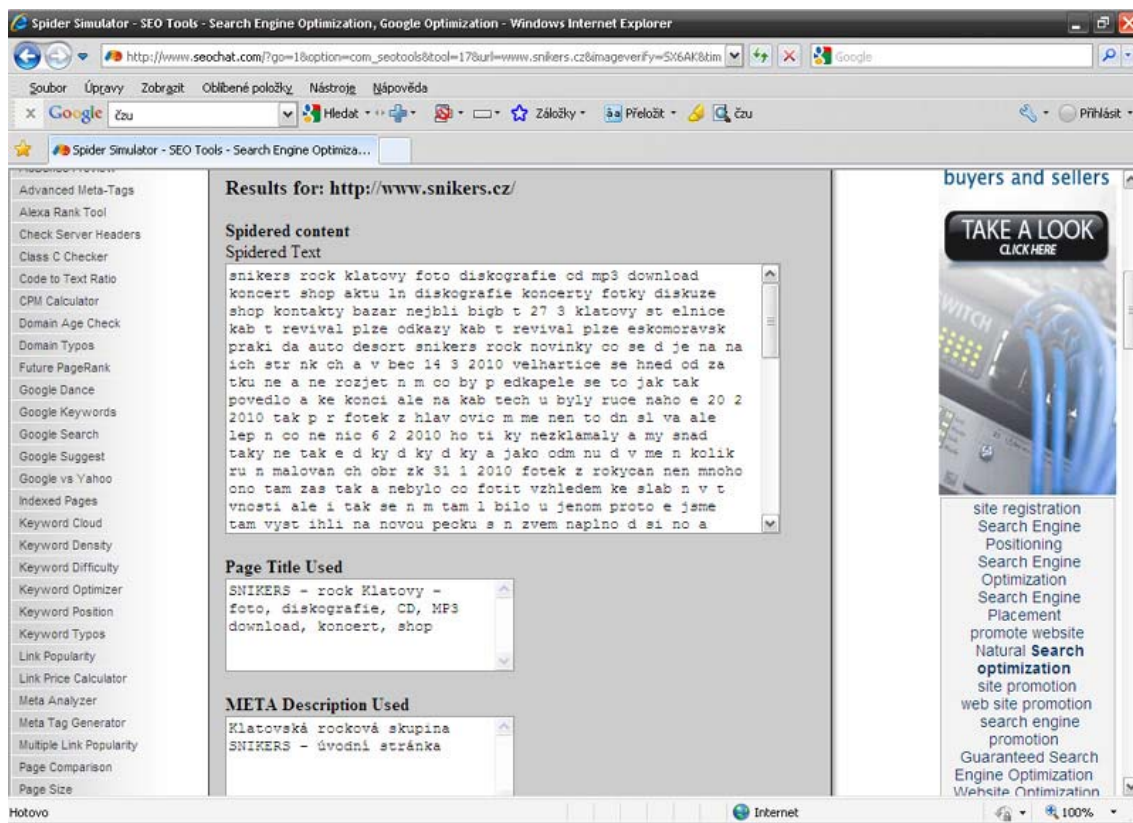 Spider Simulator - SEO Tools - Search Engine Optimization, Google Optimization - Windows Internet Explorer
http://www.seochat.com/?go=1&option=com_seotools&tool=17&url=www.snikers.cz&imageverify=SX6AK&tim
Google
Soubor Úpravy Zobrazit Oblíbené položky Nástroje Nápověda
x Google čzu Hledat Záložky Přeložit čzu Přihlásit
Spider Simulator - SEO Tools - Search Engine Optimiza...
Advanced Meta-Tags
Alexa Rank Tool
Check Server Headers
Class C Checker
Code to Text Ratio
CPM Calculator
Domain Age Check
Domain Typos
Future PageRank
Google Dance
Google Keywords
Google Search
Google Suggest
Google vs Yahoo
Indexed Pages
Keyword Cloud
Keyword Density
Keyword Difficulty
Keyword Optimizer
Keyword Position
Keyword Typos
Link Popularity
Link Price Calculator
Meta Analyzer
Meta Tag Generator
Multiple Link Popularity
Page Comparison
Page Size
Results for: http://www.snikers.cz/
Spidered content
Spidered Text
snikers rock klatovy foto diskografie cd mp3 download
koncert shop aktu ln diskografie koncerty fotky diskuze
shop kontakty bazar nejbli bigb t 27 3 klatovy st elnice
kab t revival plze odkazy kab t revival plze eskomoravsk
praki da auto desort snikers rock novinky co se d je na na
ich str nk ch a v bec 14 3 2010 velhartice se hned od za
tku ne a ne rozjet n m co by p edkapele se to jak tak
povedlo a ke konci ale na kab tech u byly ruce naho e 20 2
2010 tak p r fotek z hlav ovic m me nen to dn sl va ale
lep n co ne nic 6 2 2010 ho ti ky nezklamaly a my snad
taky ne tak e d ky d ky d ky a jako odm nu d v me n kolik
ru n malovan ch obr zk 31 1 2010 fotek z rokycan nen mnoho
ono tam zas tak a nebylo co fotit vzhledem ke slab n v t
vnosti ale i tak se n m tam l bilo u jenom proto e jsme
tam vyst ihli na novou pecku s n zvem naplno d si no a
Page Title Used
SNIKERS - rock Klatovy -
foto, diskografie, CD, MP3
download, koncert, shop
META Description Used
Klatovská rocková skupina
SNIKERS - úvodní stránka
buyers and sellers
TAKE A LOOK
CLICK HERE
site registration
Search Engine
Positioning
Search Engine
Optimization
Search Engine
Placement
promote website
Natural Search
optimization
site promotion
web site promotion
search engine
promotion
Guaranteed Search
Engine Optimization
Website Optimization
Hotovo
Internet
100%